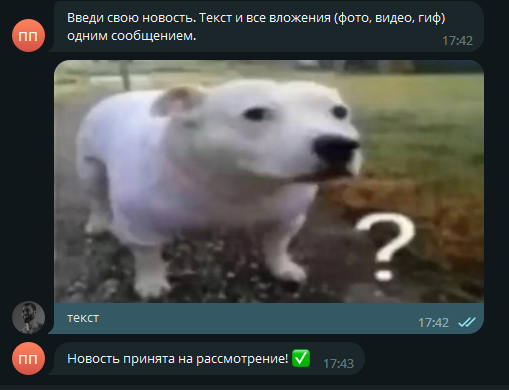 Введи свою новость. Текст и все вложения (фото, видео, гиф)
одним сообщением.
17:42
ПП
?
текст
17:42
ПП
Новость принята на рассмотрение! ✅
17:43